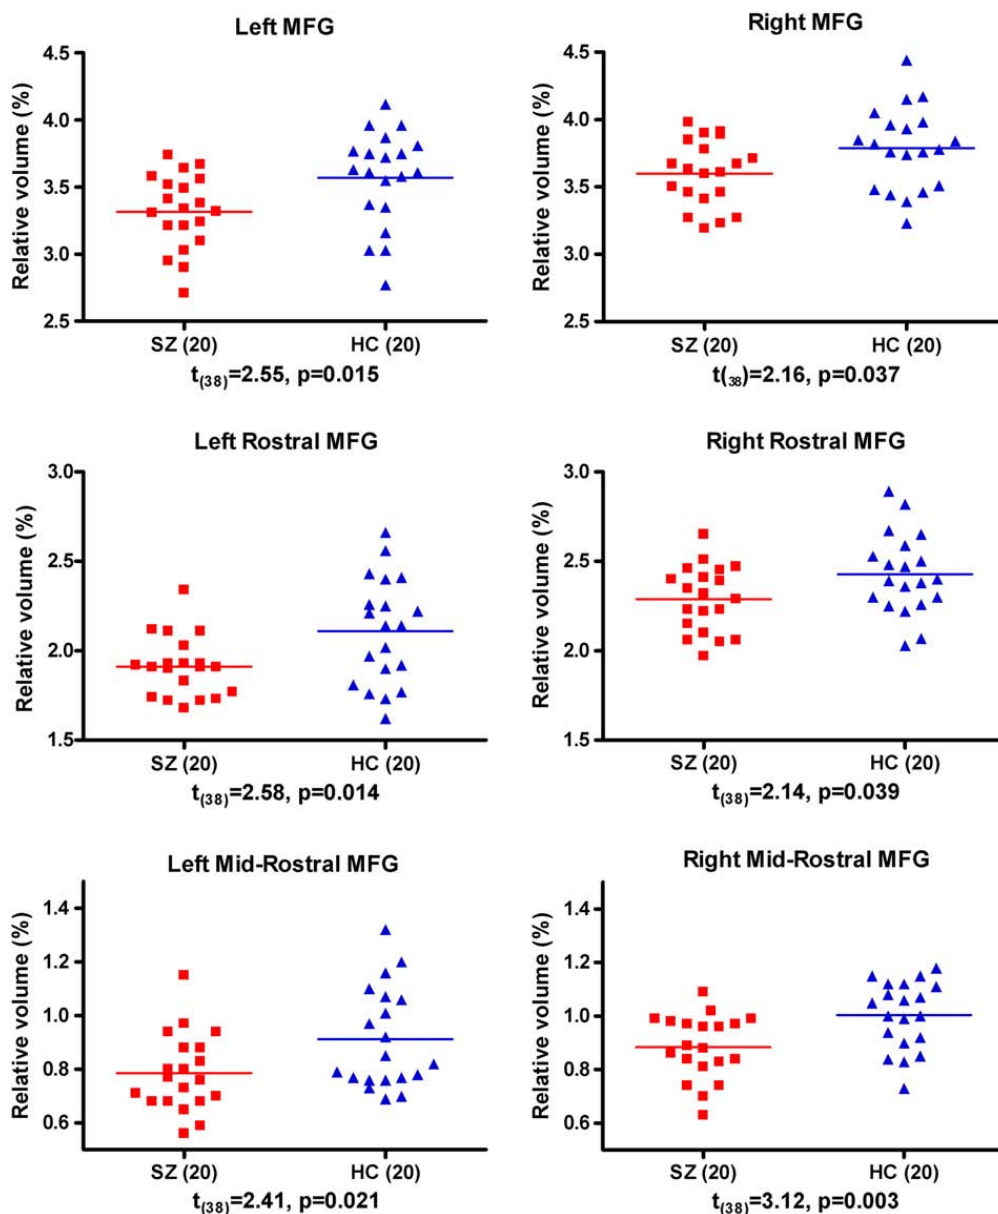 Left MFG
Relative volume (%)
4.5
4.0
3.5
3.0
2.5
SZ (20)
HC (20)
t(38)=2.55, p=0.015
Right MFG
Relative volume (%)
4.5
4.0
3.5
3.0
2.5
SZ (20)
HC (20)
t(38)=2.16, p=0.037
Left Rostral MFG
Relative volume (%)
3.0
2.5
2.0
1.5
SZ (20)
HC (20)
t(38)=2.58, p=0.014
Right Rostral MFG
Relative volume (%)
3.0
2.5
2.0
1.5
SZ (20)
HC (20)
t(38)=2.14, p=0.039
Left Mid-Rostral MFG
Relative volume (%)
1.4
1.2
1.0
0.8
0.6
SZ (20)
HC (20)
t(38)=2.41, p=0.021
Right Mid-Rostral MFG
Relative volume (%)
1.4
1.2
1.0
0.8
0.6
SZ (20)
HC (20)
t(38)=3.12, p=0.003